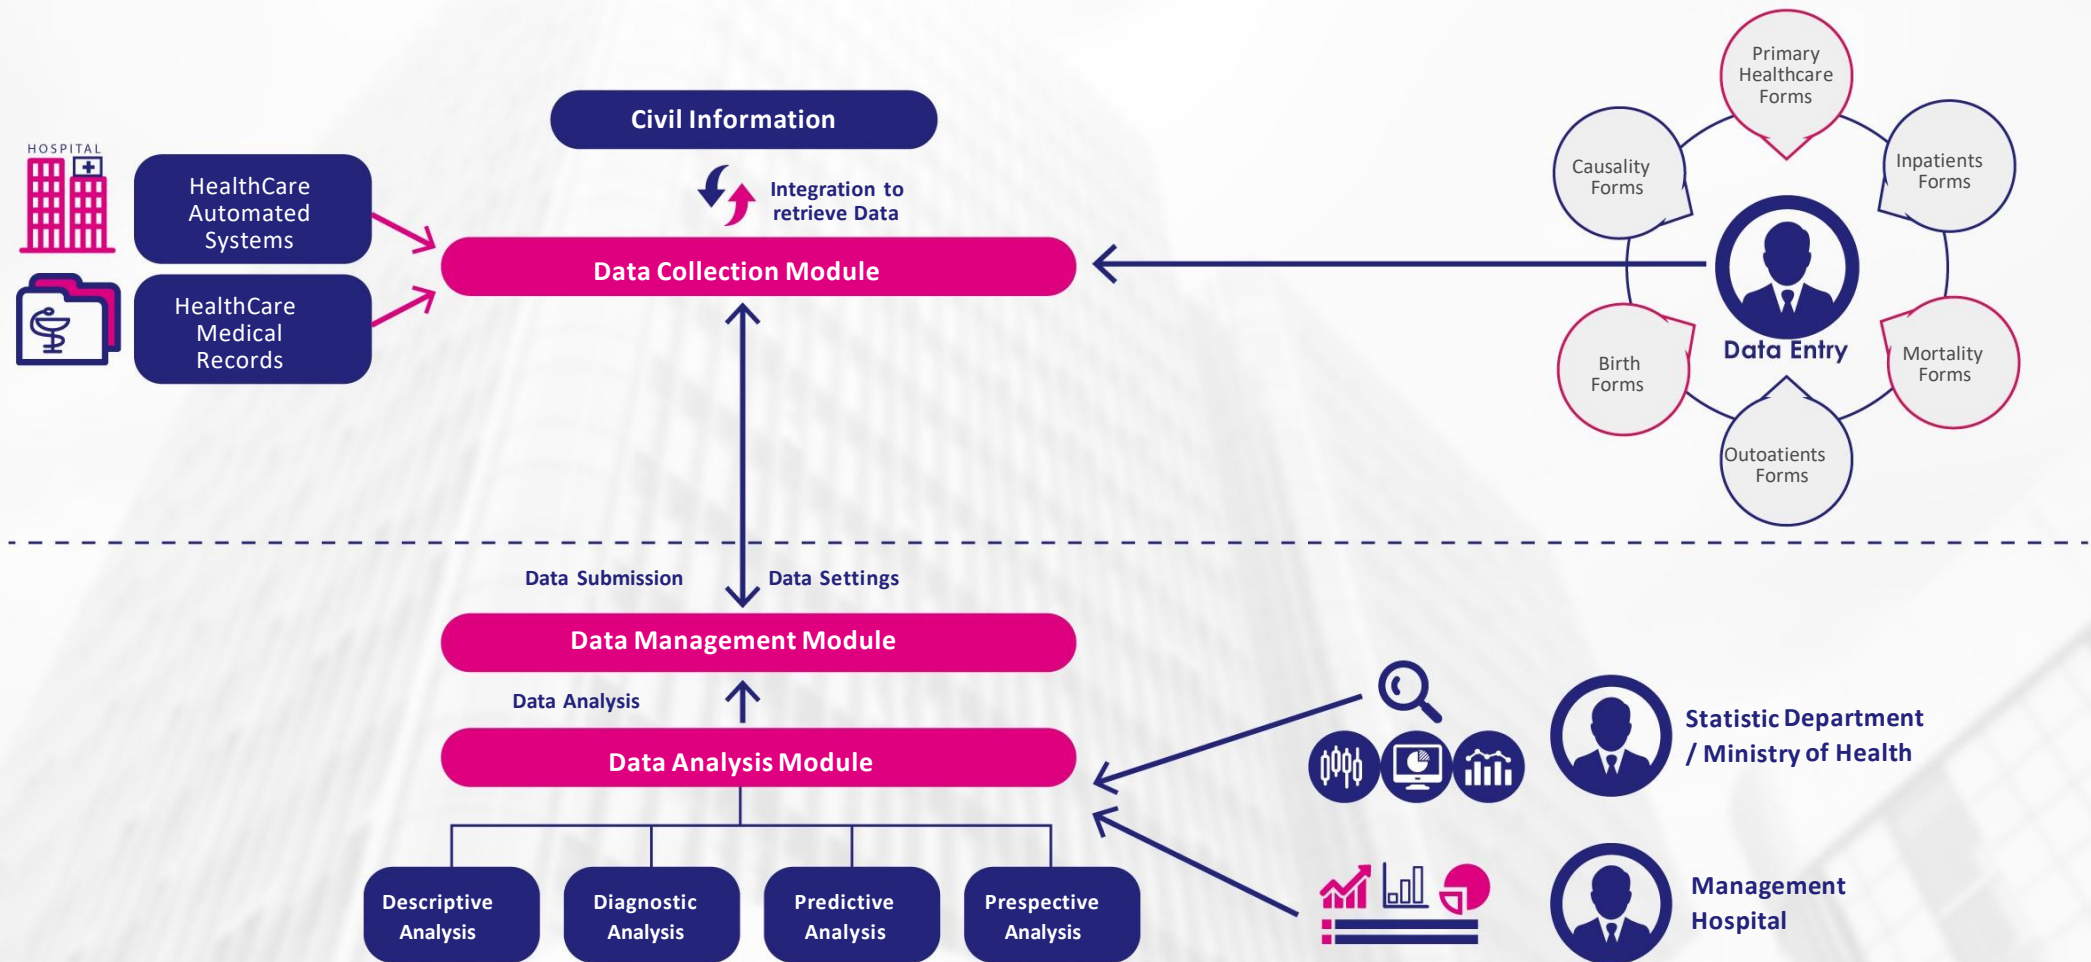 Civil Information
Integration to
retrieve Data
HOSPITAL
HealthCare
Automated
Systems
HealthCare
Medical
Records
Data Collection Module
Primary
Healthcare
Forms
Causality
Forms
Inpatients
Forms
Data Entry
Birth
Forms
Mortality
Forms
Outoatients
Forms
Data Submission
Data Settings
Data Management Module
Data Analysis
Data Analysis Module
Descriptive
Analysis
Diagnostic
Analysis
Predictive
Analysis
Prespective
Analysis
Statistic Department
/ Ministry of Health
Management
Hospital